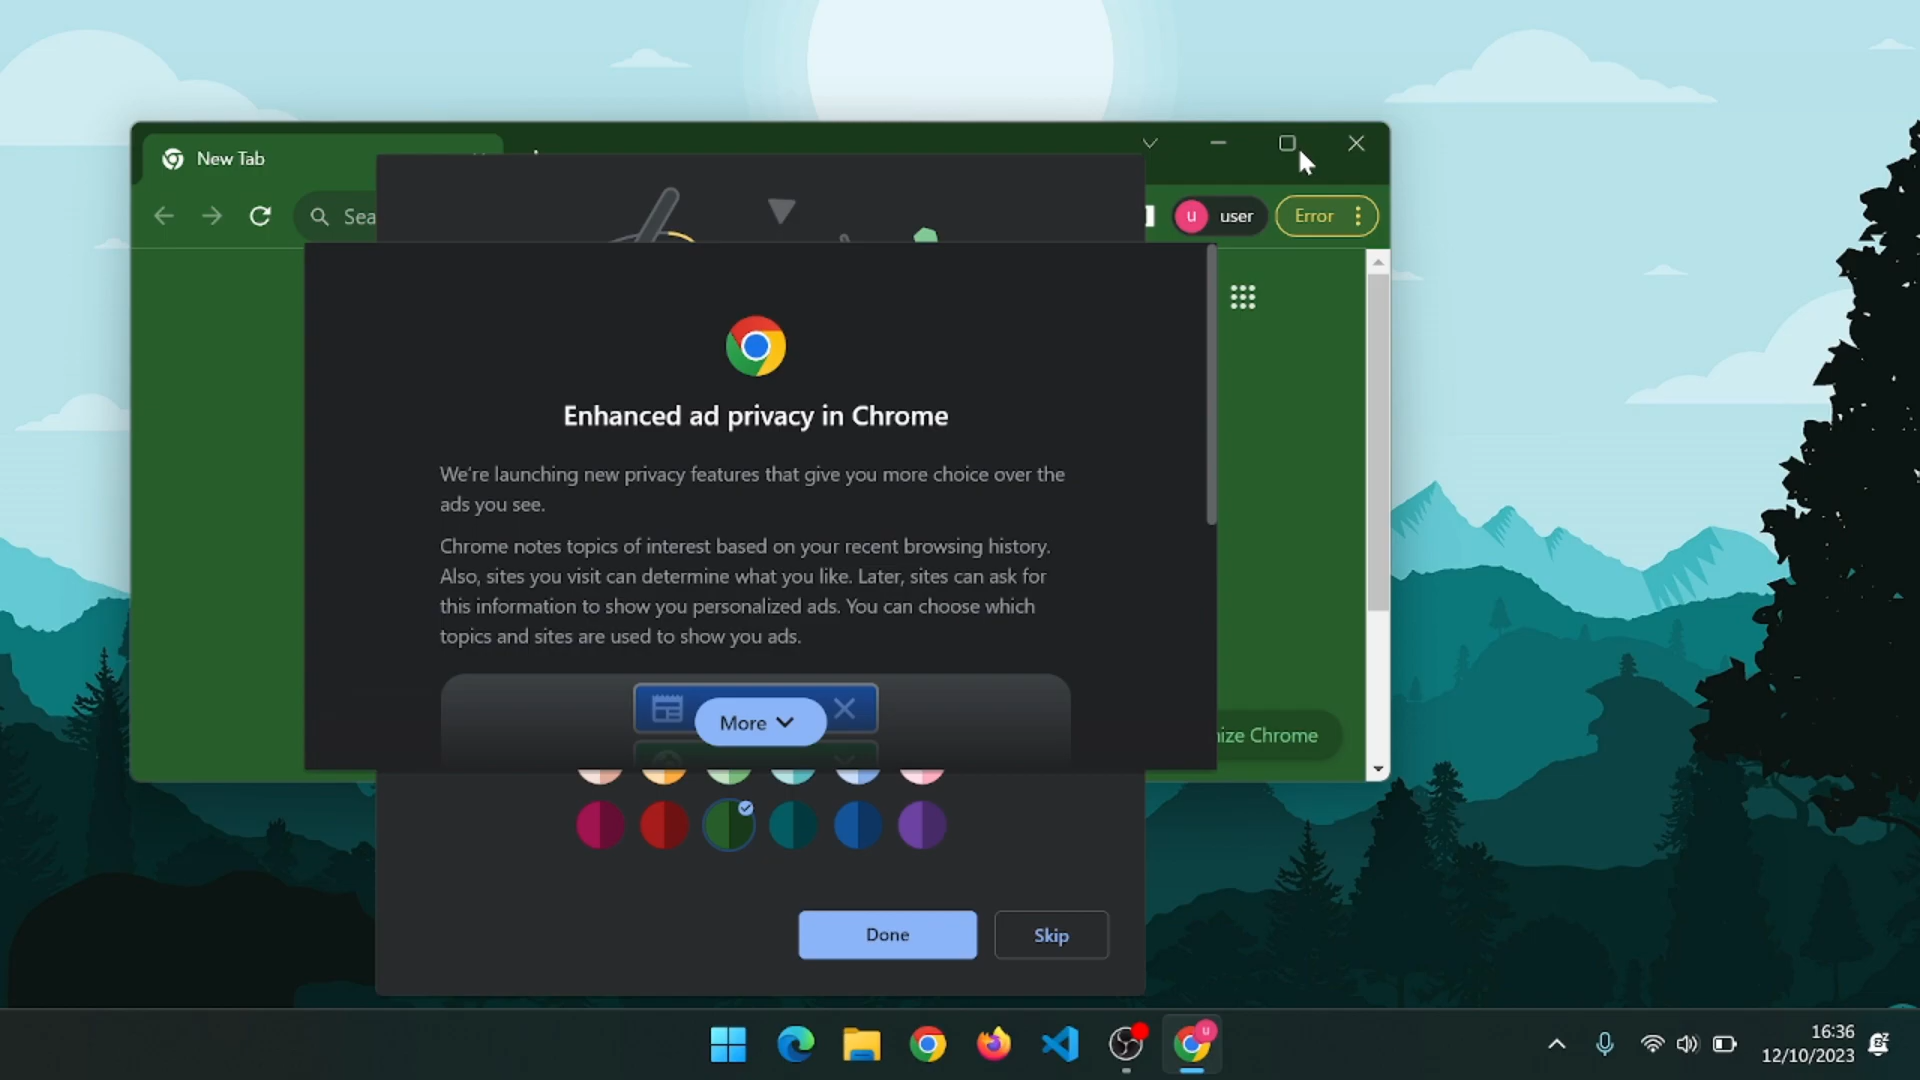 New Tab
Sea
u user Error
Enhanced ad privacy in Chrome
We're launching new privacy features that give you more choice over the
ads you see.
Chrome notes topics of interest based on your recent browsing history.
Also, sites you visit can determine what you like. Later, sites can ask for
this information to show you personalized ads. You can choose which
topics and sites are used to show you ads.
More
ize Chrome
Done Skip
u
16:36
12/10/2023